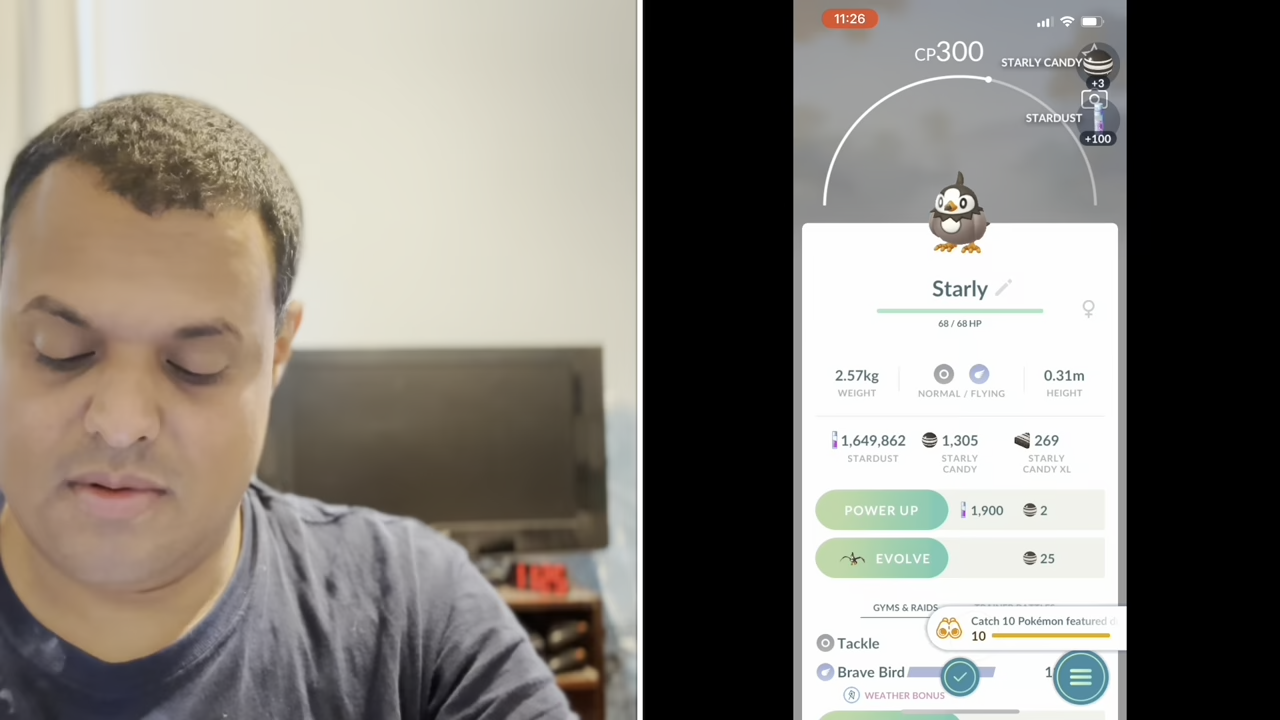 11:26
CP300
STARLY CANDY
+3
STARDUST
+100
Starly
68 / 68 HP
2.57kg
WEIGHT
NORMAL / FLYING
0.31m
HEIGHT
1,649,862
STARDUST
1,305
STARLY
CANDY
269
STARLY
CANDY XL
POWER UP
1,900
2
EVOLVE
25
GYMS & RAIDS
Catch 10 Pokémon featured
10
Tackle
Brave Bird
WEATHER BONUS